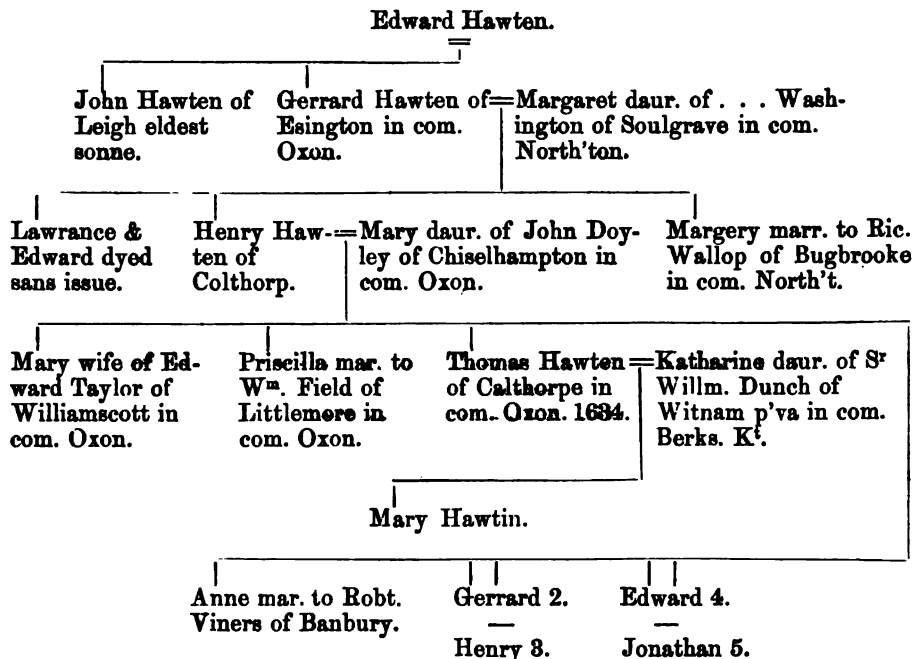 Edward Hawten.
John Hawten of
Leigh eldest
sonne.
Gerrard Hawten of
Esington in com.
Oxon.
Margaret daur. of . . . Wash-
ington of Soulgrave in com.
North'ton.
Lawrance &
Edward dyed
sans issue.
Henry Haw-
ten of
Colthorp.
Mary daur. of John Doy-
ley of Chiselhampton in
com. Oxon.
Margery marr. to Ric.
Wallop of Bugbrooke
in com. North't.
Mary wife of Ed-
ward Taylor of
Williamscott in
com. Oxon.
Priscilla mar. to
Wᵐ. Field of
Littlemore in
com. Oxon.
Thomas Hawten
of Calthorpe in
com. Oxon. 1634.
Katharine daur. of Sʳ
Willm. Dunch of
Witnam p'va in com.
Berks. Kᵗ.
Mary Hawtin.
Anne mar. to Robt.
Viners of Banbury.
Gerrard 2.
Henry 3.
Edward 4.
Jonathan 5.